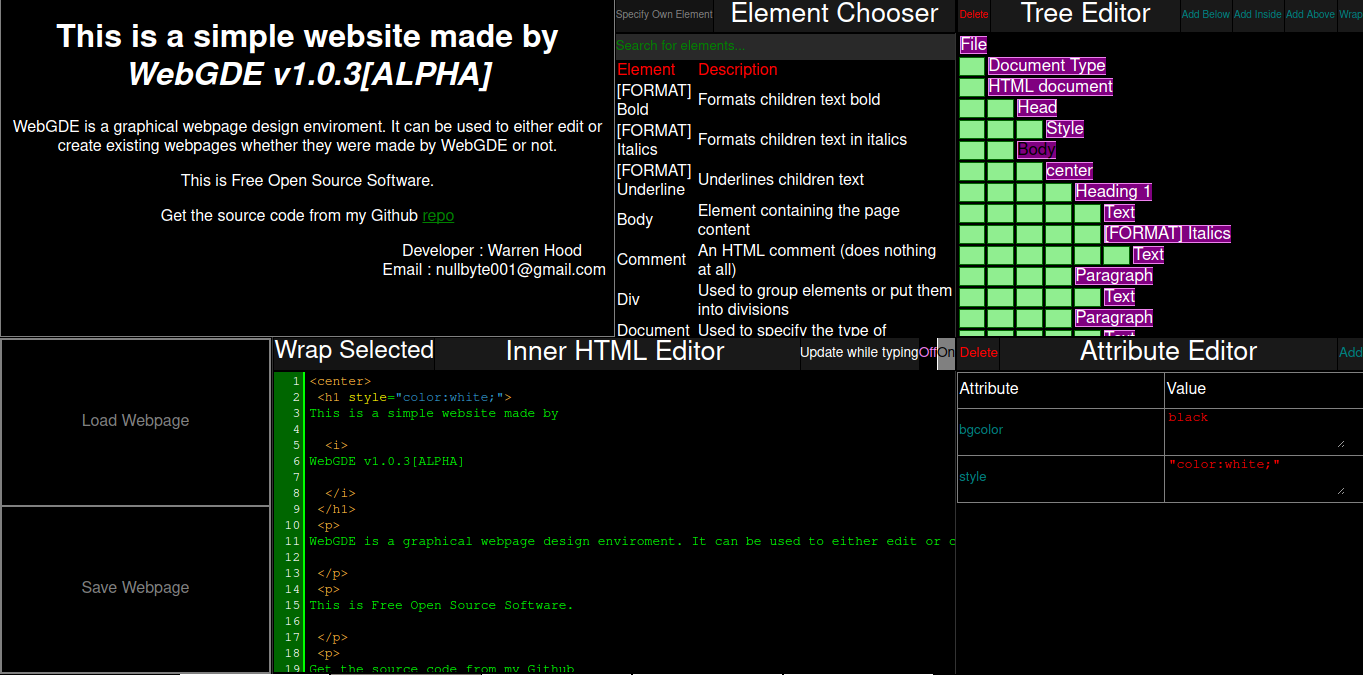 This is a simple website made by
WebGDE v1.0.3[ALPHA]
WebGDE is a graphical webpage design enviroment. It can be used to either edit or
create existing webpages whether they were made by WebGDE or not.
This is Free Open Source Software.
Get the source code from my Github repo
Developer : Warren Hood
Email : nullbyte001@gmail.com
Specify Own Element Element Chooser
Search for elements...
Element Description
[FORMAT] Bold Formats children text bold
[FORMAT] Italics Formats children text in italics
[FORMAT] Underline Underlines children text
Body Element containing the page
content
Comment An HTML comment (does nothing
at all)
Div Used to group elements or put them
into divisions
Document Used to specify the type of
Delete Tree Editor Add Below Add Inside Add Above Wrap
File
Document Type
HTML document
Head
Style
Body
center
Heading 1
Text
[FORMAT] Italics
Text
Paragraph
Text
Paragraph
Text
Load Webpage
Save Webpage
Wrap Selected Inner HTML Editor Update while typing Off On
1 <center>
2 <h1 style="color:white;">
3 This is a simple website made by
4
5 <i>
6 WebGDE v1.0.3[ALPHA]
7
8 </i>
9 </h1>
10 <p>
11 WebGDE is a graphical webpage design enviroment. It can be used to either edit or c
12
13 </p>
14 <p>
15 This is Free Open Source Software.
16
17 </p>
18 <p>
19 Get the source code from my Github
Delete Attribute Editor Add
Attribute Value
bgcolor black
style "color:white;"